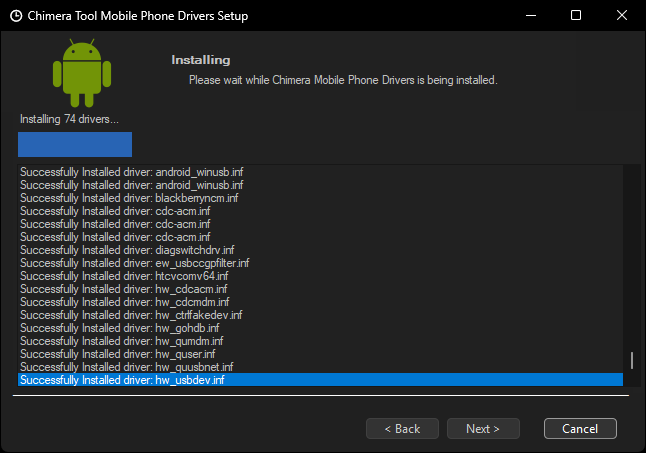 Chimera Tool Mobile Phone Drivers Setup
Installing
Please wait while Chimera Mobile Phone Drivers is being installed.
Installing 74 drivers...
Successfully Installed driver: android_winusb.inf
Successfully Installed driver: android_winusb.inf
Successfully Installed driver: blackberryncm.inf
Successfully Installed driver: cdc-acm.inf
Successfully Installed driver: cdc-acm.inf
Successfully Installed driver: cdc-acm.inf
Successfully Installed driver: diagswitchdrv.inf
Successfully Installed driver: ew_usbccgpfilter.inf
Successfully Installed driver: htcvcomv64.inf
Successfully Installed driver: hw_cdcacm.inf
Successfully Installed driver: hw_cdcmdm.inf
Successfully Installed driver: hw_ctrlfakedev.inf
Successfully Installed driver: hw_gohdb.inf
Successfully Installed driver: hw_qumdm.inf
Successfully Installed driver: hw_quser.inf
Successfully Installed driver: hw_quusbnet.inf
Successfully Installed driver: hw_usbdev.inf
< Back
Next >
Cancel